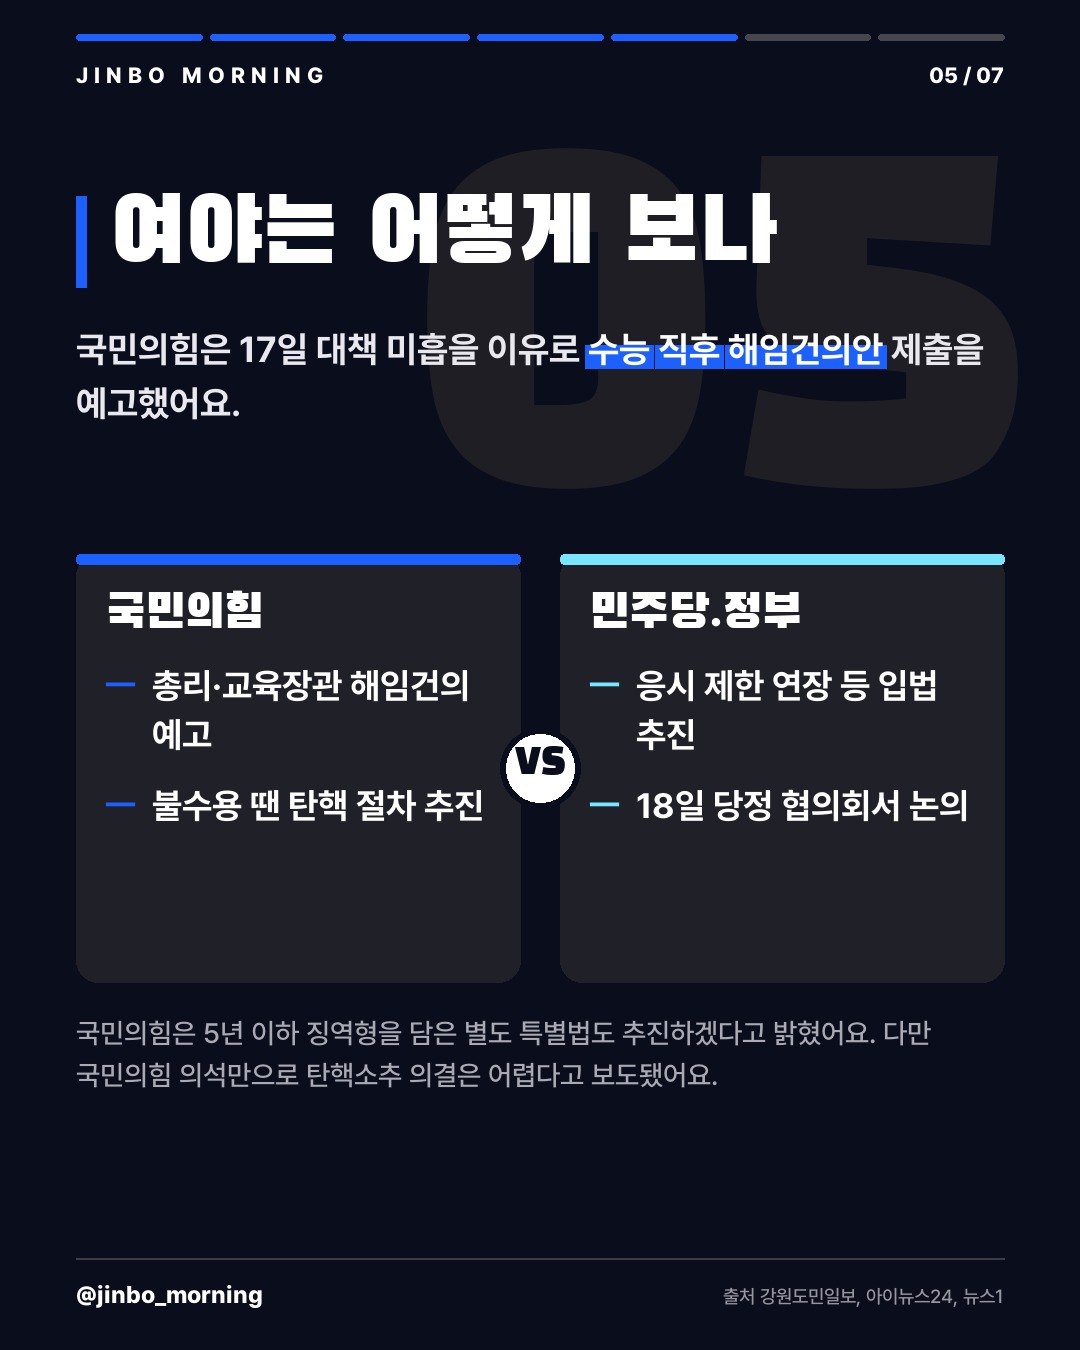 JINBO MORNING
05 / 07
05
여야는 어떻게 보나
국민의힘은 17일 대책 미흡을 이유로 수능 직후 해임건의안 제출을
예고했어요.
국민의힘
총리·교육장관 해임건의
예고
불수용 땐 탄핵 절차 추진
VS
민주당.정부
응시 제한 연장 등 입법
추진
18일 당정 협의회서 논의
국민의힘은 5년 이하 징역형을 담은 별도 특별법도 추진하겠다고 밝혔어요. 다만
국민의힘 의석만으로 탄핵소추 의결은 어렵다고 보도됐어요.
@jinbo_morning
출처 강원도민일보, 아이뉴스24, 뉴스1